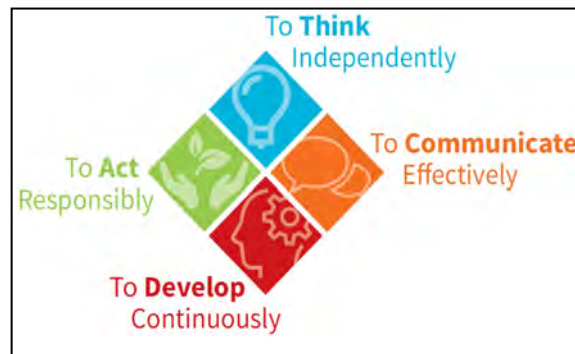 To Think
Independently
To Communicate
Effectively
To Act
Responsibly
To Develop
Continuously